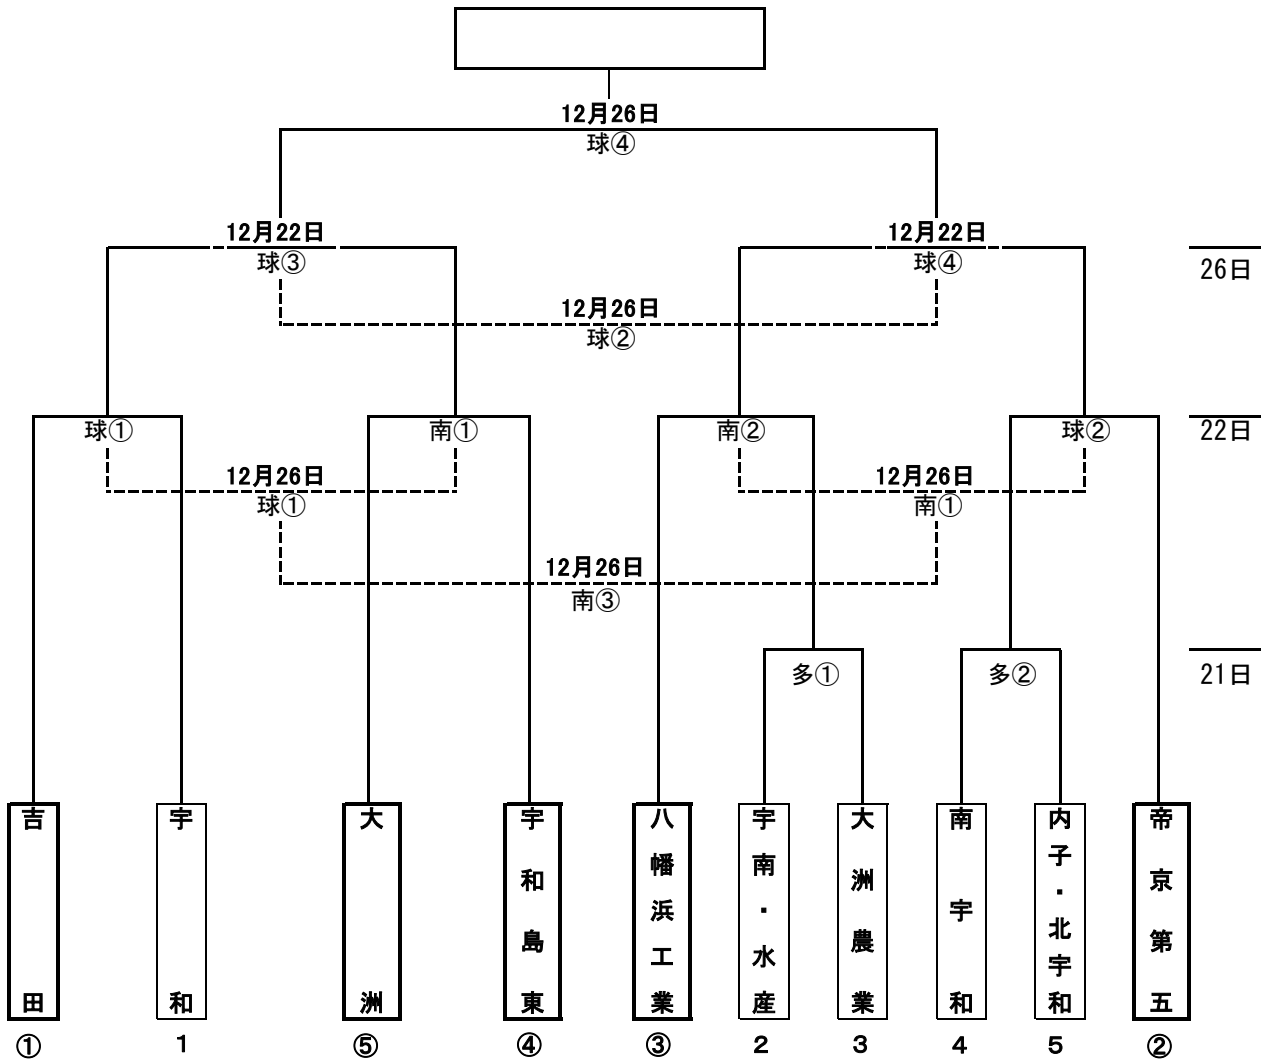 12月26日
球④
12月22日
球③
12月22日
球④
26日
12月26日
球②
球①
南①
南②
球②
22日
12月26日
球①
12月26日
南①
12月26日
南③
多①
多②
21日
吉田
宇和
大洲
宇和島東
八幡浜工業
宇南・水産
大洲農業
南宇和
内子・北宇和
帝京第五
①
1
⑤
④
③
2
3
4
5
②